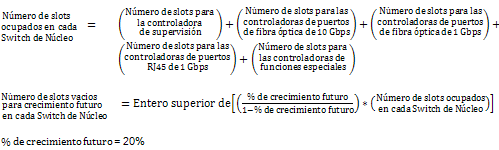 Número de slots
ocupados en cada
Switch de Núcleo
=
(Número de slots para
la controladora
de supervisión)
+
(Número de slots para las
controladoras de puertos
de fibra óptica de 10 Gbps)
+
(Número de slots para las
controladoras de puertos
de fibra óptica de 1 Gbps)
+
(Número de slots para las
controladoras de puertos
RJ45 de 1 Gbps)
+
(Número de slots para
las controladoras de
funciones especiales)
Número de slots vacíos
para crecimiento futuro
en cada Switch de Núcleo
= Entero superior de [(% de crecimiento futuro
1−% de crecimiento futuro) * (Número de slots ocupados
en cada Switch de Núcleo)]
% de crecimiento futuro = 20%